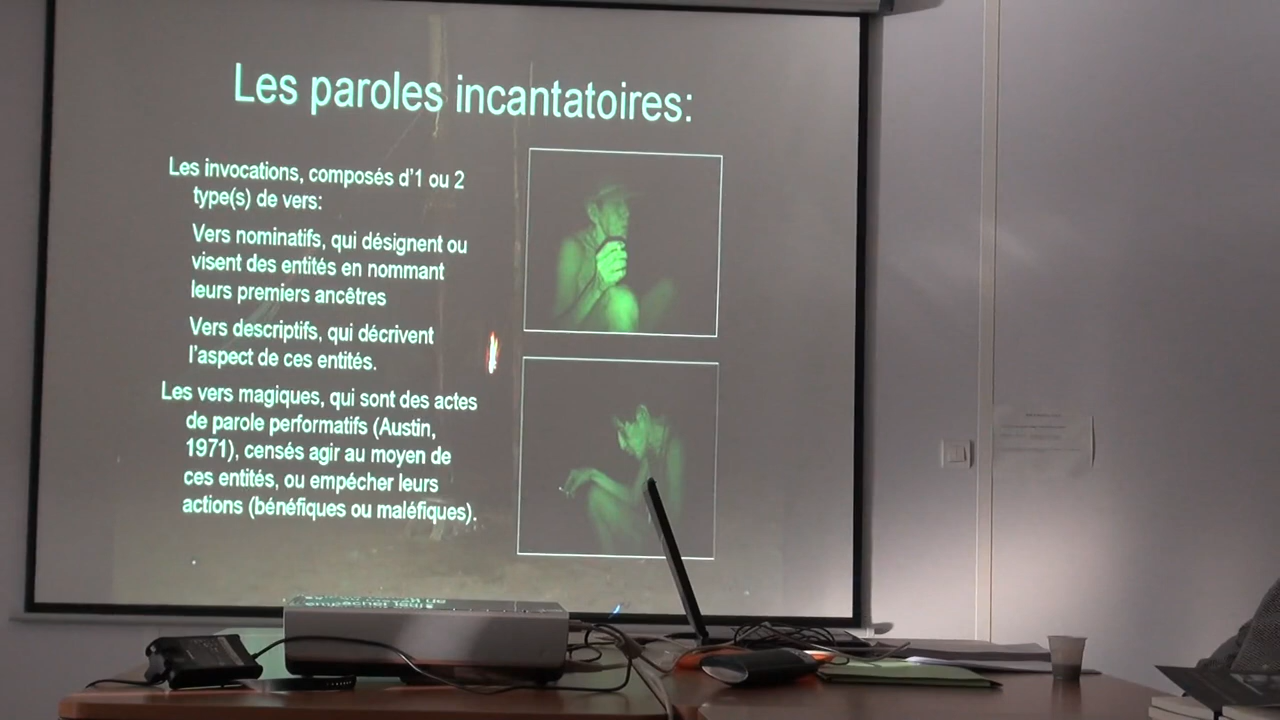 Les paroles incantatoires:
Les invocations, composés d'1 ou 2
type(s) de vers:
Vers nominatifs, qui désignent ou
visent des entités en nommant
leurs premiers ancêtres
Vers descriptifs, qui décrivent
l'aspect de ces entités.
Les vers magiques, qui sont des actes
de parole performatifs (Austin,
1971), censés agir au moyen de
ces entités, ou empécher leurs
actions (bénéfiques ou maléfiques).